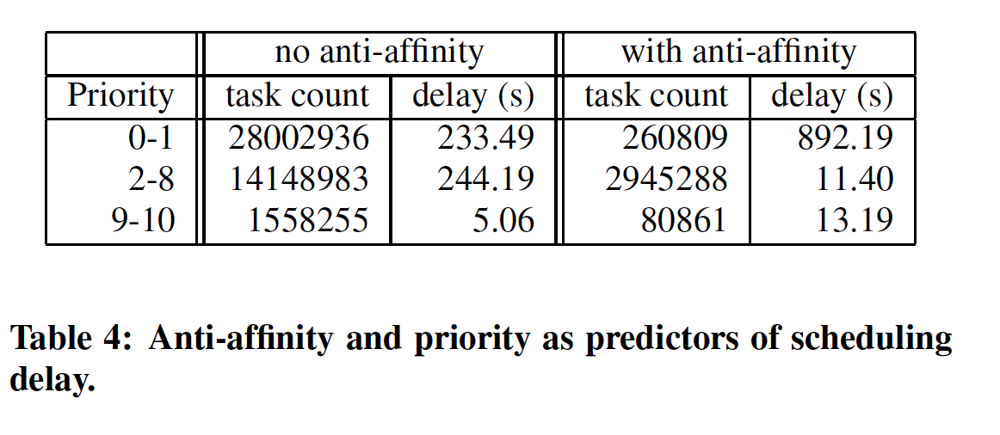 no anti-affinity with anti-affinity
Priority task count delay (s) task count delay (s)
0-1 28002936 233.49 260809 892.19
2-8 14148983 244.19 2945288 11.40
9-10 1558255 5.06 80861 13.19
Table 4: Anti-affinity and priority as predictors of scheduling
delay.